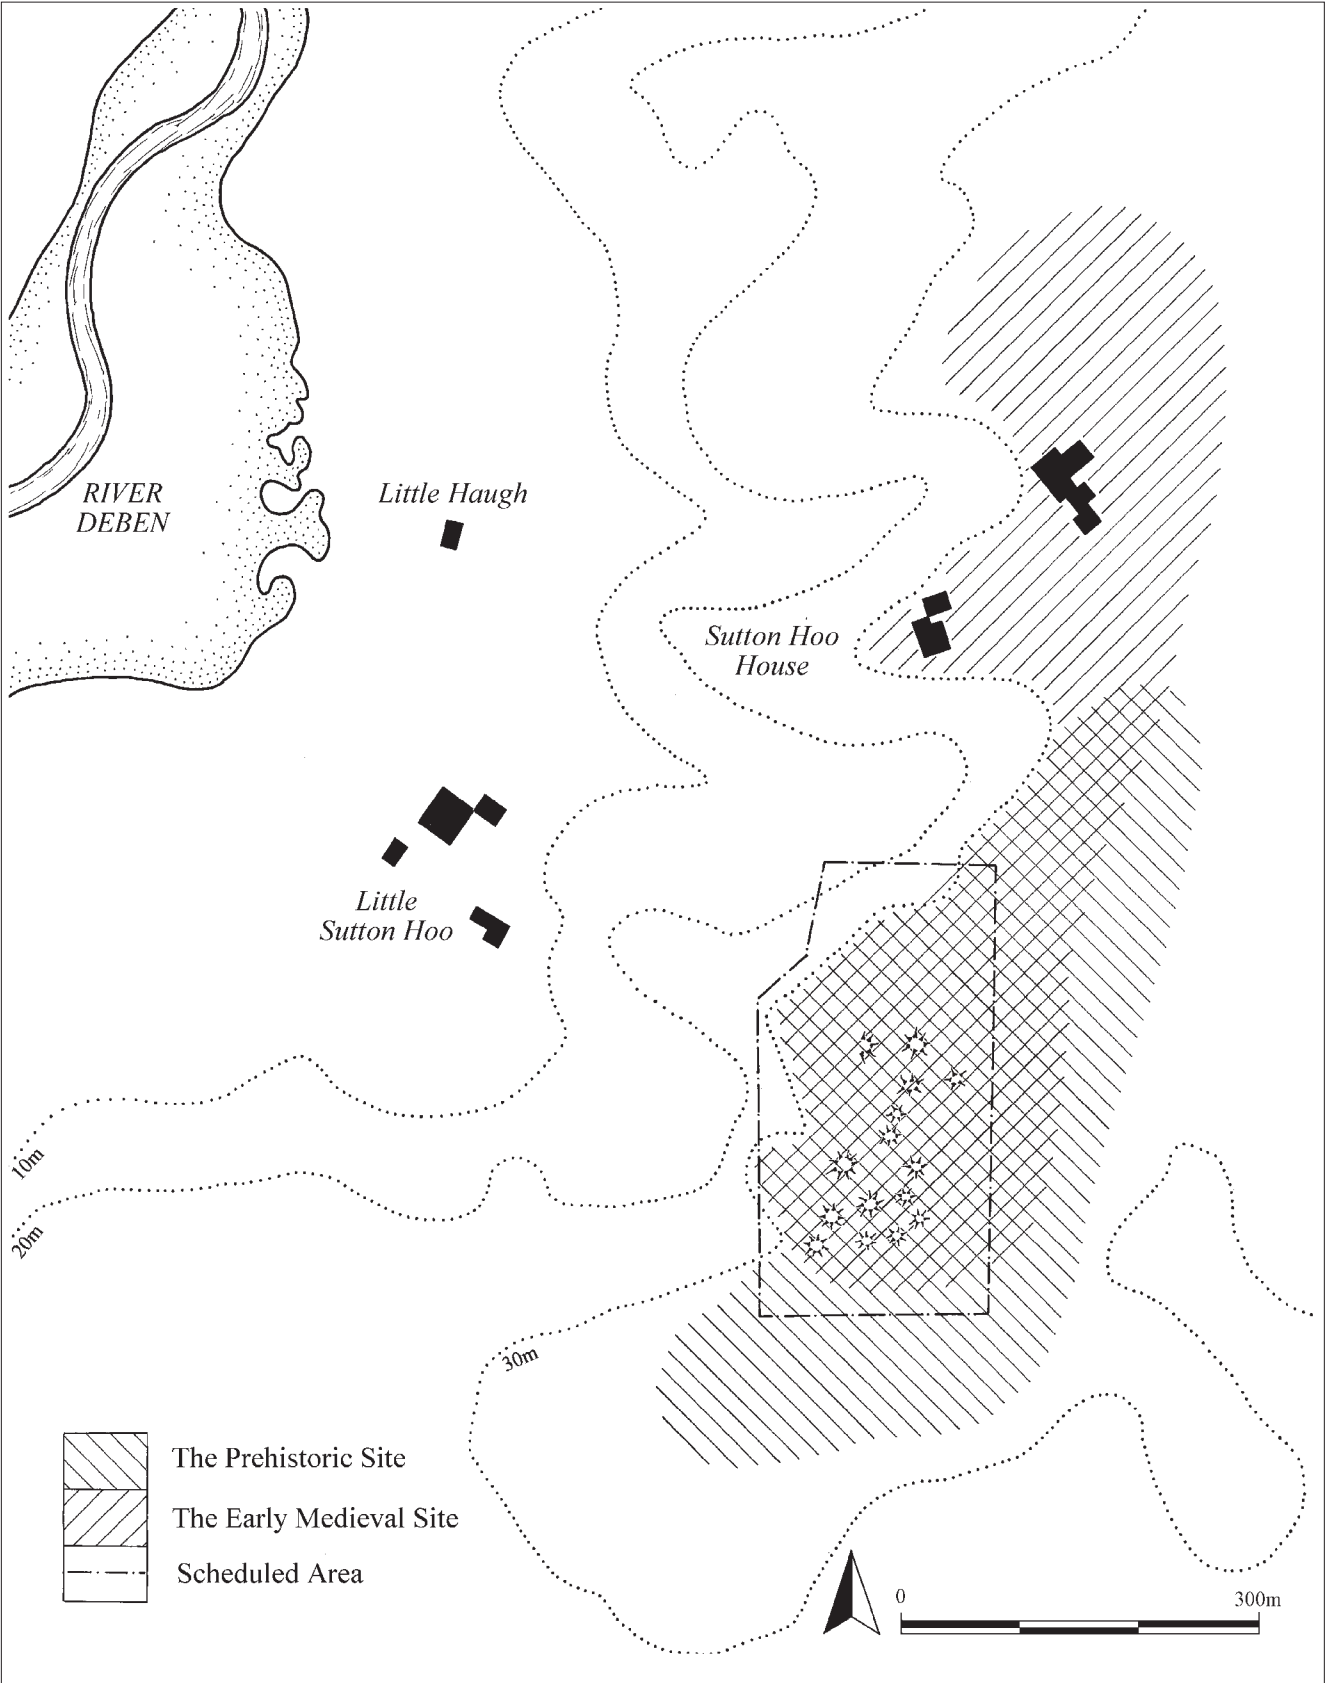 RIVER
DEBEN
Little Haugh
Sutton Hoo
House
Little
Sutton Hoo
10m
20m
30m
The Prehistoric Site
The Early Medieval Site
Scheduled Area
0
300m